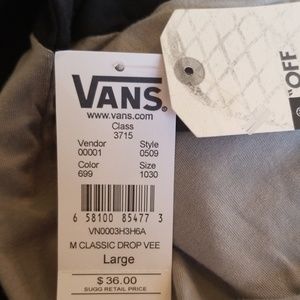 VANS
"OFF
www.vans.com
Class
3715
Vendor Style
00001 0509
Color Size
699 1030
6 58100 85477 3
VN0003H3H6A
M CLASSIC DROP VEE
Large
$ 36.00
SUGG RETAIL PRICE